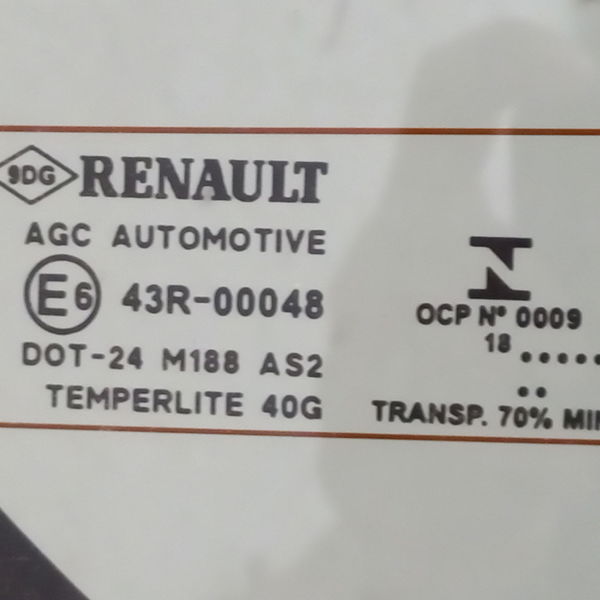 9DG RENAULT
AGC AUTOMOTIVE
E6 43R-00048
DOT-24 M188 AS2
TEMPERLITE 40G
OCP Nº 0009
18 .....
..
TRANSP. 70% MIN